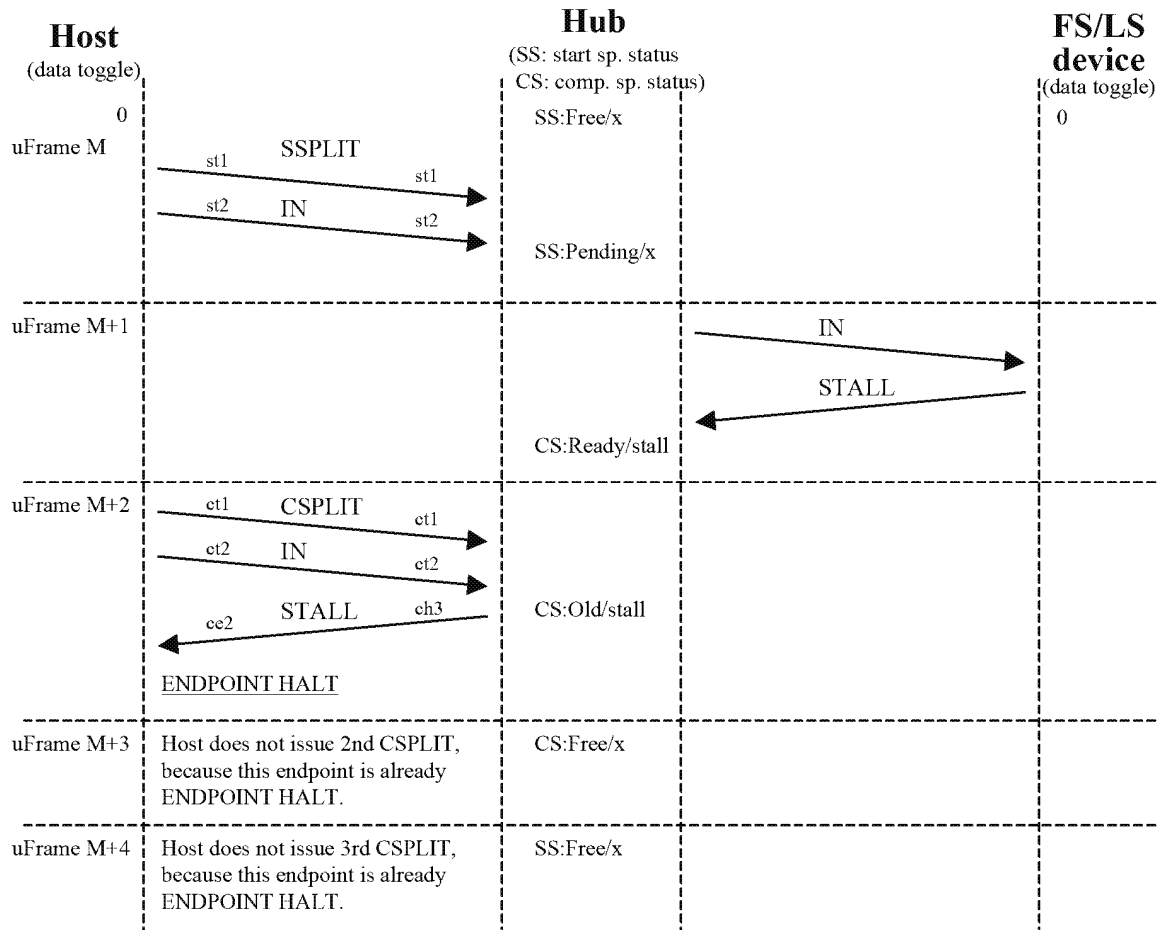 Host
(data toggle)
Hub
(SS: start sp. status
CS: comp. sp. status)
FS/LS
device
(data toggle)
0
SS:Free/x
0
uFrame M
st1
SSPLIT
st1
st2
IN
st2
SS:Pending/x
uFrame M+1
IN
STALL
CS:Ready/stall
uFrame M+2
ct1
CSPLIT
ct1
ct2
IN
ct2
STALL
ch3
ce2
CS:Old/stall
ENDPOINT HALT
uFrame M+3
Host does not issue 2nd CSPLIT,
because this endpoint is already
ENDPOINT HALT.
CS:Free/x
uFrame M+4
Host does not issue 3rd CSPLIT,
because this endpoint is already
ENDPOINT HALT.
SS:Free/x